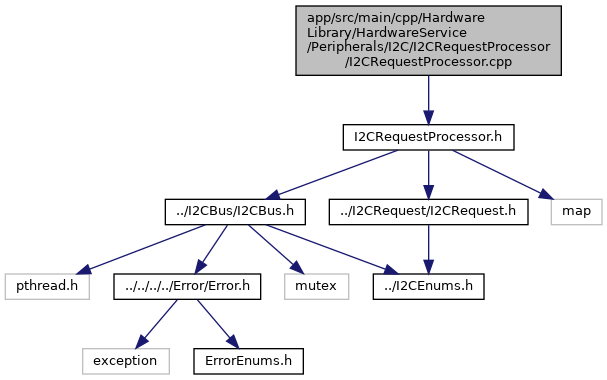 app/src/main/cpp/Hardware
Library/HardwareService
/Peripherals/I2C/I2CRequestProcessor
/I2CRequestProcessor.cpp
I2CRequestProcessor.h
../I2CBus/I2CBus.h
../I2CRequest/I2CRequest.h
map
pthread.h
../../../../Error/Error.h
mutex
../I2CEnums.h
exception
ErrorEnums.h